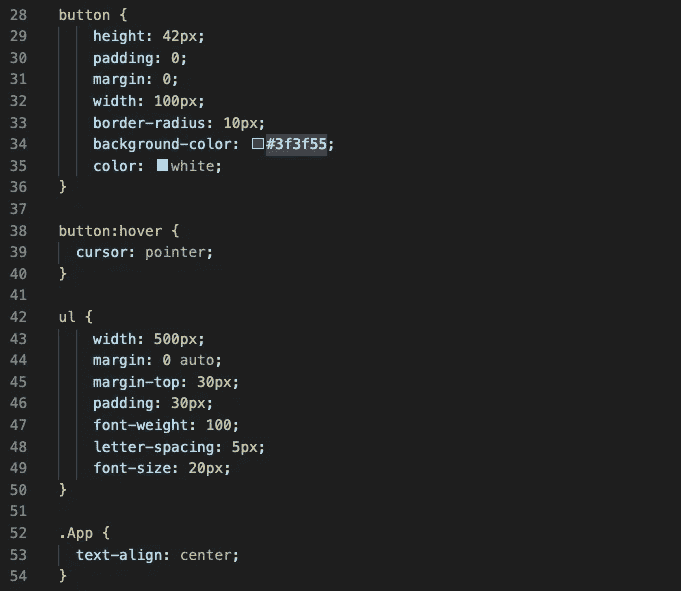 28 button {
29 height: 42px;
30 padding: 0;
31 margin: 0;
32 width: 100px;
33 border-radius: 10px;
34 background-color: #3f3f55;
35 color: white;
36 }
37
38 button:hover {
39 cursor: pointer;
40 }
41
42 ul {
43 width: 500px;
44 margin: 0 auto;
45 margin-top: 30px;
46 padding: 30px;
47 font-weight: 100;
48 letter-spacing: 5px;
49 font-size: 20px;
50 }
51
52 .App {
53 text-align: center;
54 }